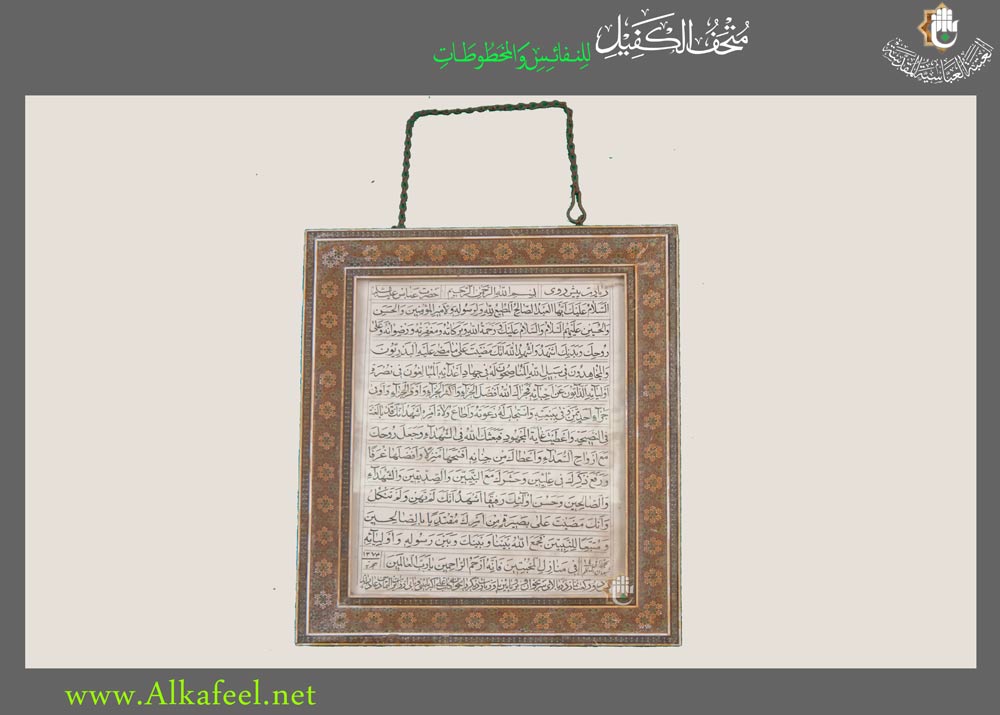 متحف الكفيل
للنفائس والمخطوطات
العتبة العباسية المقدسة
زيارت پیش روی بسم الله الرحمن الرحيم حضرت عباس عليه السلام
السلام عليك ايها العبد الصالح المطيع لله ولرسوله ولامير المؤمنين والحسن
والحسين عليهم السلام والسلام عليك ورحمة الله وبركاته ومغفرته ورضوانه وعلى
روحك وبدنك اشهد واشهد الله انك مضيت على ما مضى عليه البدريون
والمجاهدون في سبيل الله المناصحون له في جهاد اعدائه المبالغون في نصرة
اوليائه الذابون عن احبائه فجزاك الله افضل الجزاء واكثر الجزاء واوفر الجزاء واوفى
جزاء احد ممن وفى ببيعته واستجاب له دعوته واطاع ولاة امره اشهد انك قد بالغت
في النصيحة واعطيت غاية المجهود فبعثك الله في الشهداء وجعل روحك
مع ارواح السعداء واعطاك من جنانه افسحها منزلا وافضلها غرفا
ورفع ذكرك في عليين وحشرك مع النبيين والصديقين والشهداء
والصالحين وحسن اولئك رفيقا اشهد انك لم تهن ولم تنكل
وانك مضيت على بصيرة من امرك مقتديا بالصالحين
ومتبعا للنبيين فجمع الله بيننا وبينك وبين رسوله واوليائه
في منازل المخبتين فانه ارحم الراحمين يا رب العالمين ١٣٧٣
www.Alkafeel.net